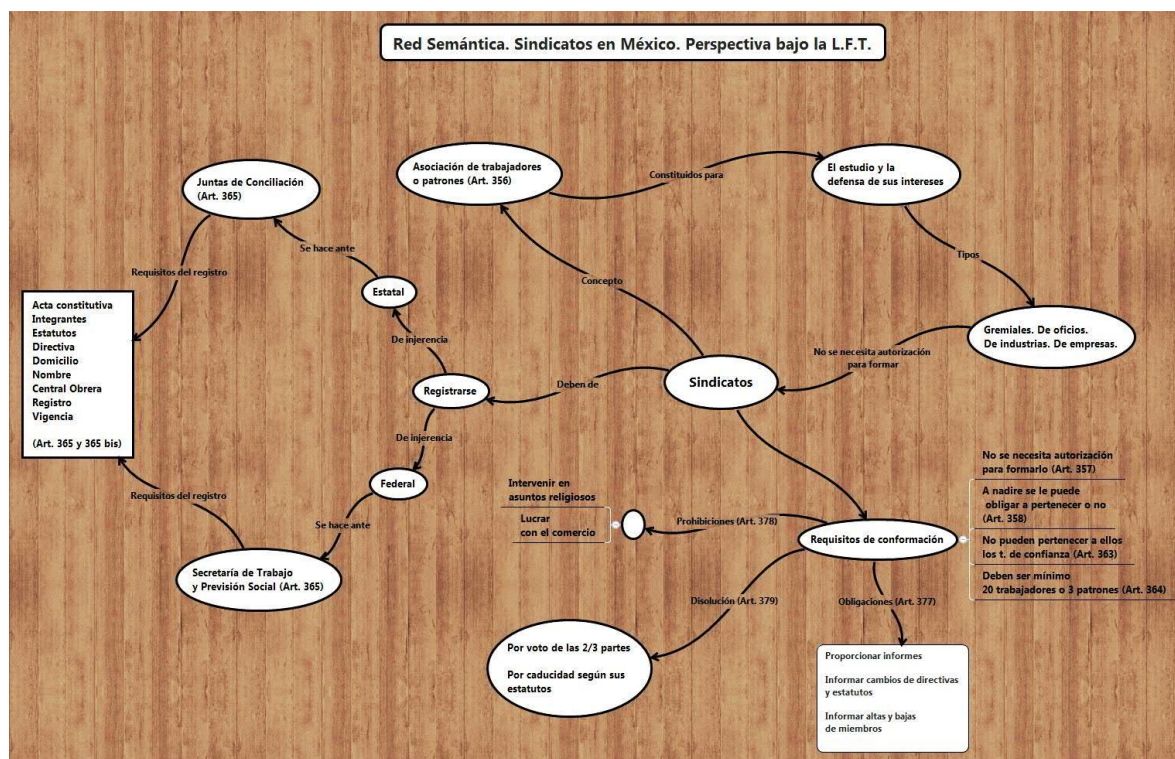 Red Semántica. Sindicatos en México. Perspectiva bajo la L.F.T.
Asociación de trabajadores
o patrones (Art. 356)
Constituidos para
El estudio y la
defensa de sus intereses
Tipos
Gremiales. De oficios.
De industrias. De empresas.
No se necesita autorización
para formar
Sindicatos
Concepto
Deben de
Registrarse
De injerencia
Estatal
Se hace ante
Juntas de Conciliación
(Art. 365)
Requisitos del registro
Acta constitutiva
Integrantes
Estatutos
Directiva
Domicilio
Nombre
Central Obrera
Registro
Vigencia
(Art. 365 y 365 bis)
De injerencia
Federal
Se hace ante
Secretaría de Trabajo
y Previsión Social (Art. 365)
Requisitos del registro
Requisitos de conformación
No se necesita autorización
para formarlo (Art. 357)
A nadire se le puede
obligar a pertenecer o no
(Art. 358)
No pueden pertenecer a ellos
los t. de confianza (Art. 363)
Deben ser mínimo
20 trabajadores o 3 patrones (Art. 364)
Prohibiciones (Art. 378)
Intervenir en
asuntos religiosos
Lucrar
con el comercio
Disolución (Art. 379)
Por voto de las 2/3 partes
Por caducidad según sus
estatutos
Obligaciones (Art. 377)
Proporcionar informes
Informar cambios de directivas
y estatutos
Informar altas y bajas
de miembros